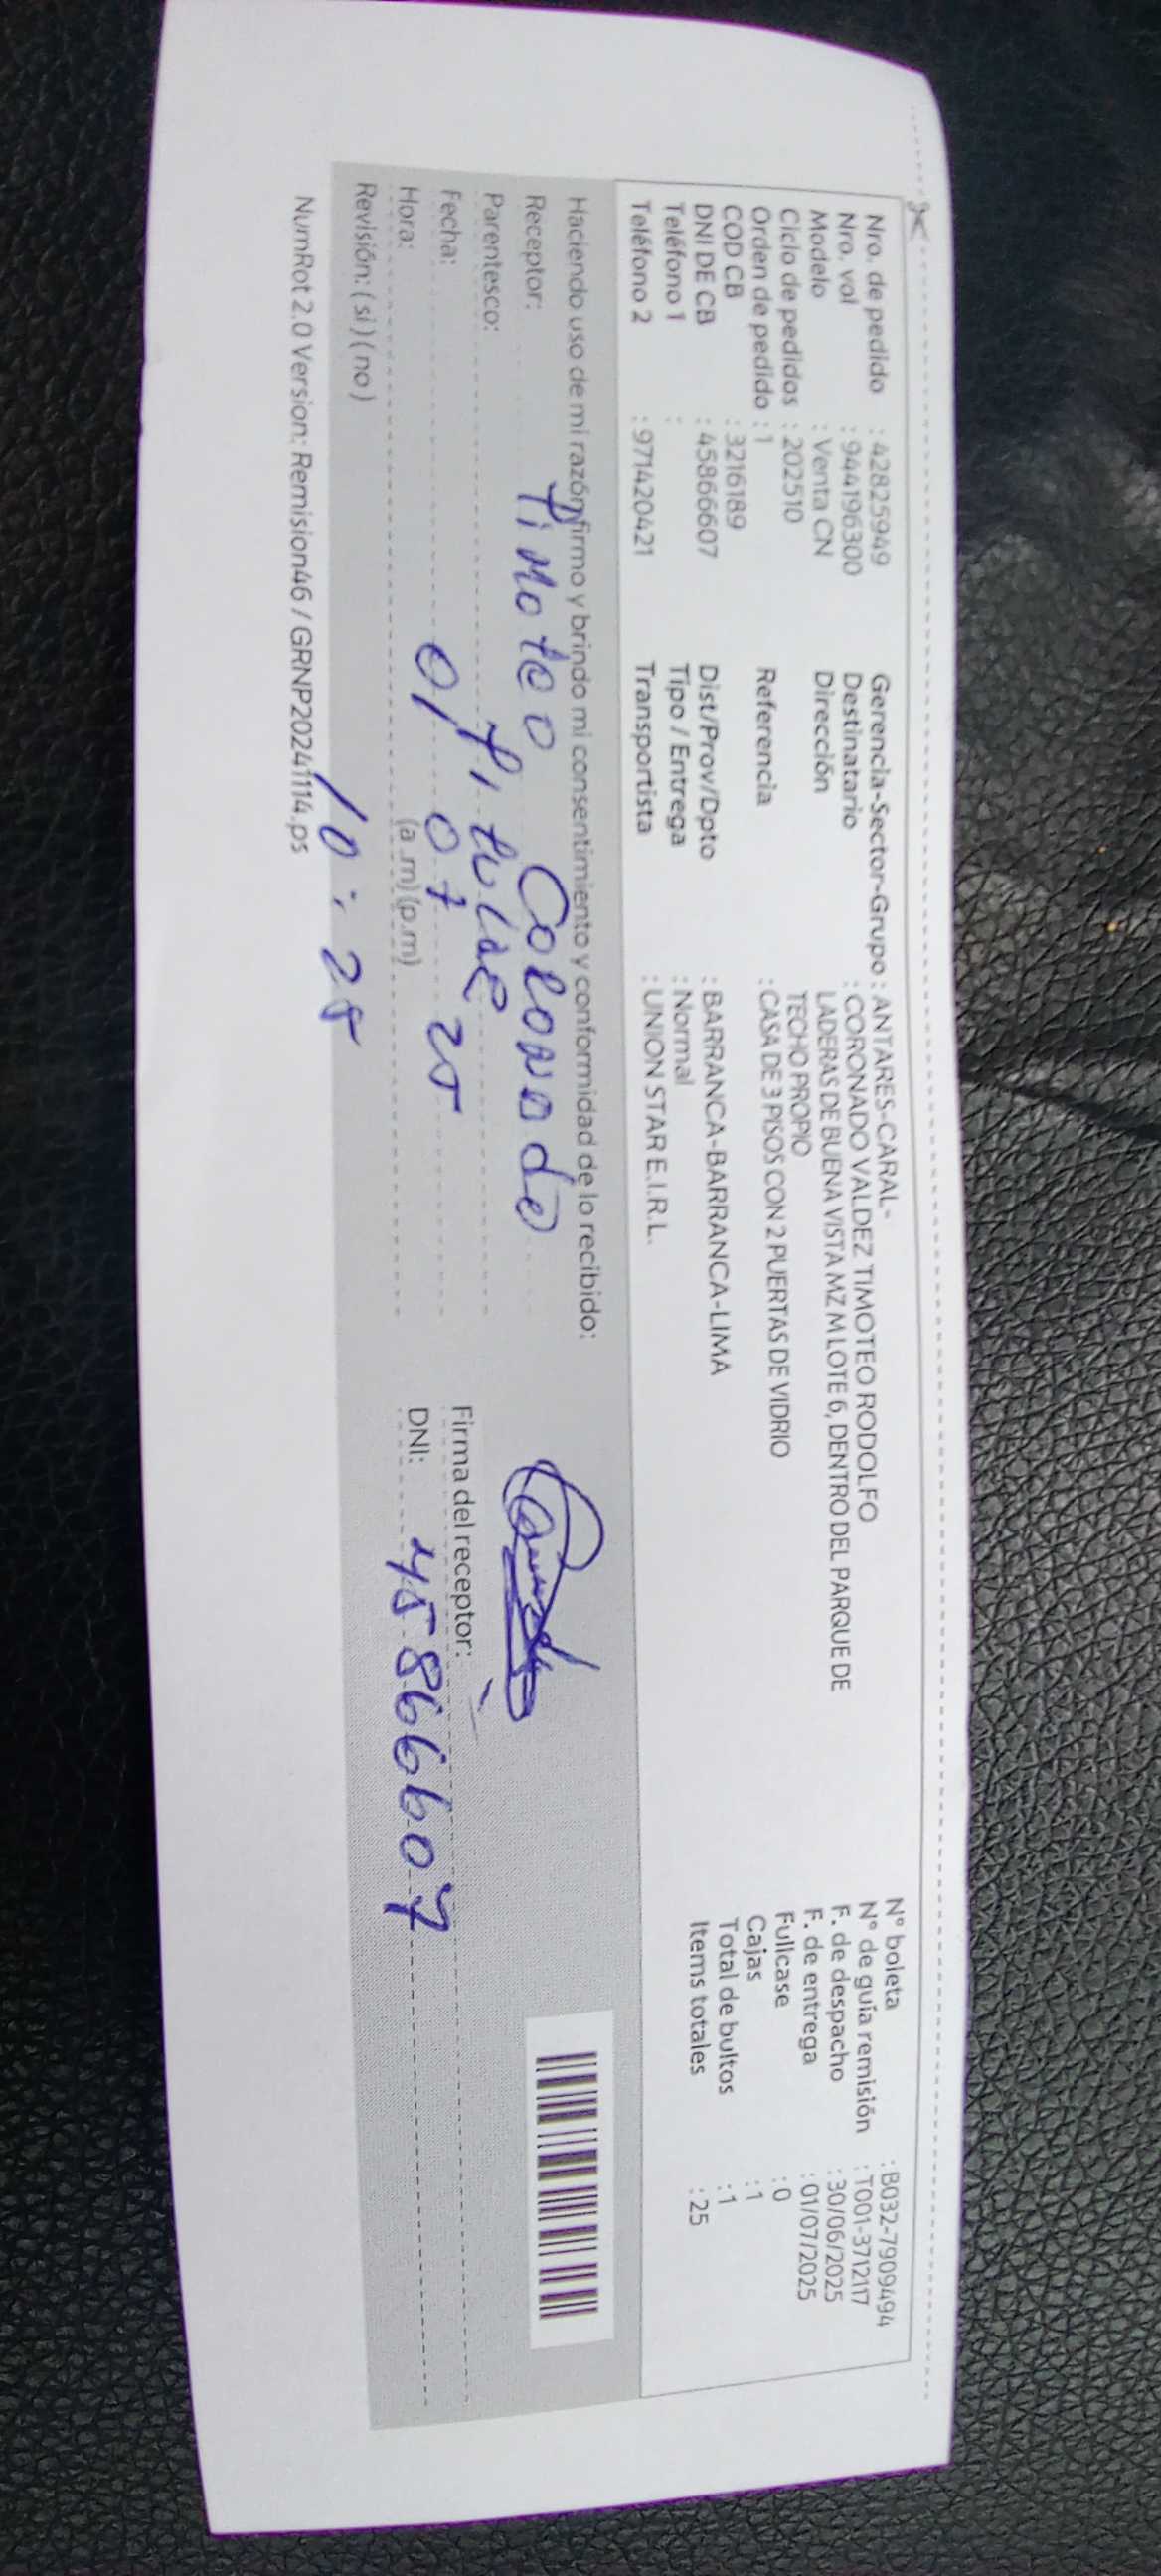 Nro. de pedido : 42825949
Nro. vol : 944196300
Modelo : Venta CN
Ciclo de pedidos : 202510
Orden de pedido : 1
COD CB : 3216189
DNI DE CB : 45866607
Teléfono 1 :
Teléfono 2 : 971420421
Gerencia-Sector-Grupo : ANTARES-CARAL-
Destinatario : CORONADO VALDEZ TIMOTEO RODOLFO
Dirección : LADERAS DE BUENA VISTA MZ M LOTE 6, DENTRO DEL PARQUE DE
TECHO PROPIO
Referencia : CASA DE 3 PISOS CON 2 PUERTAS DE VIDRIO
Dist/Prov/Dpto : BARRANCA-BARRANCA-LIMA
Tipo / Entrega : Normal
Transportista : UNION STAR E.I.R.L.
N° boleta : B032-7909494
N° de guía remisión : T001-3712117
F. de despacho : 30/06/2025
F. de entrega : 01/07/2025
Fullcase : 0
Cajas : 1
Total de bultos : 1
Items totales : 25
Haciendo uso de mi razón firmo y brindo mi consentimiento y conformidad de lo recibido:
Receptor: Timoteo Coronado
Parentesco: Titular
Fecha: 01 07 25
Hora: (a.m) (p.m)
10:25
Revisión: ( si ) ( no )
Firma del receptor:
DNI: 45866607
NumRot 2.0 Version: Remision46 / GRNP20241114.ps